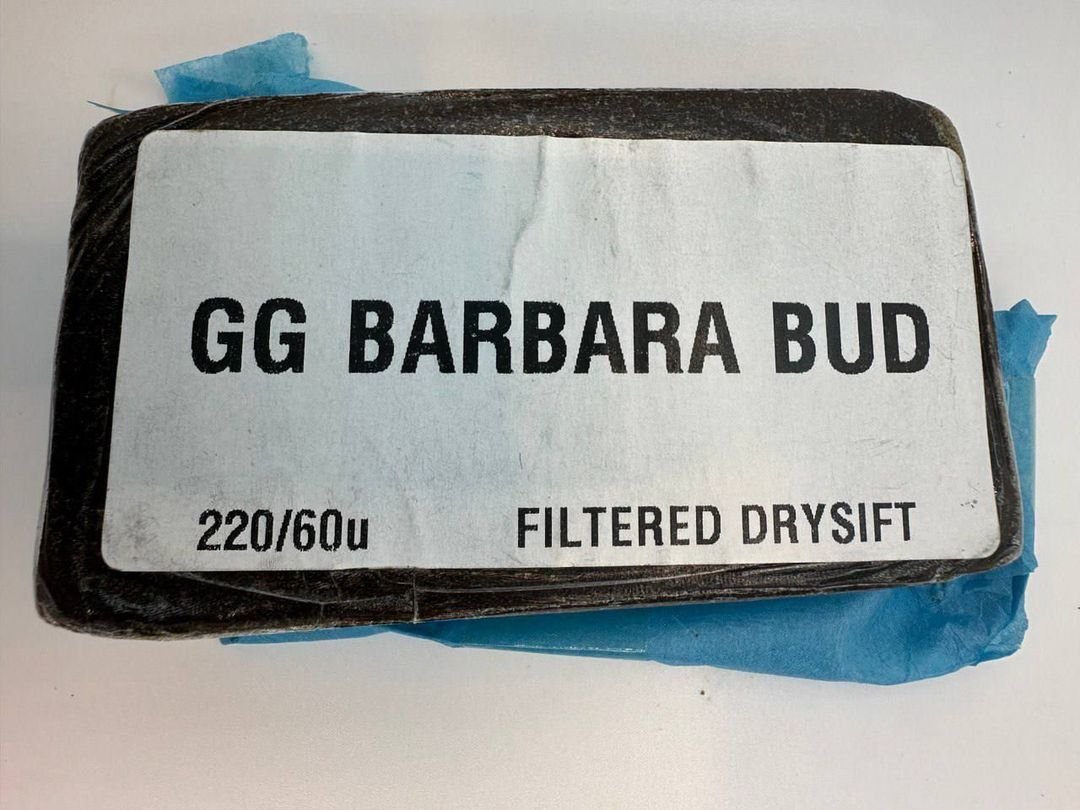 GG BARBARA BUD
220/60u FILTERED DRYSIFT